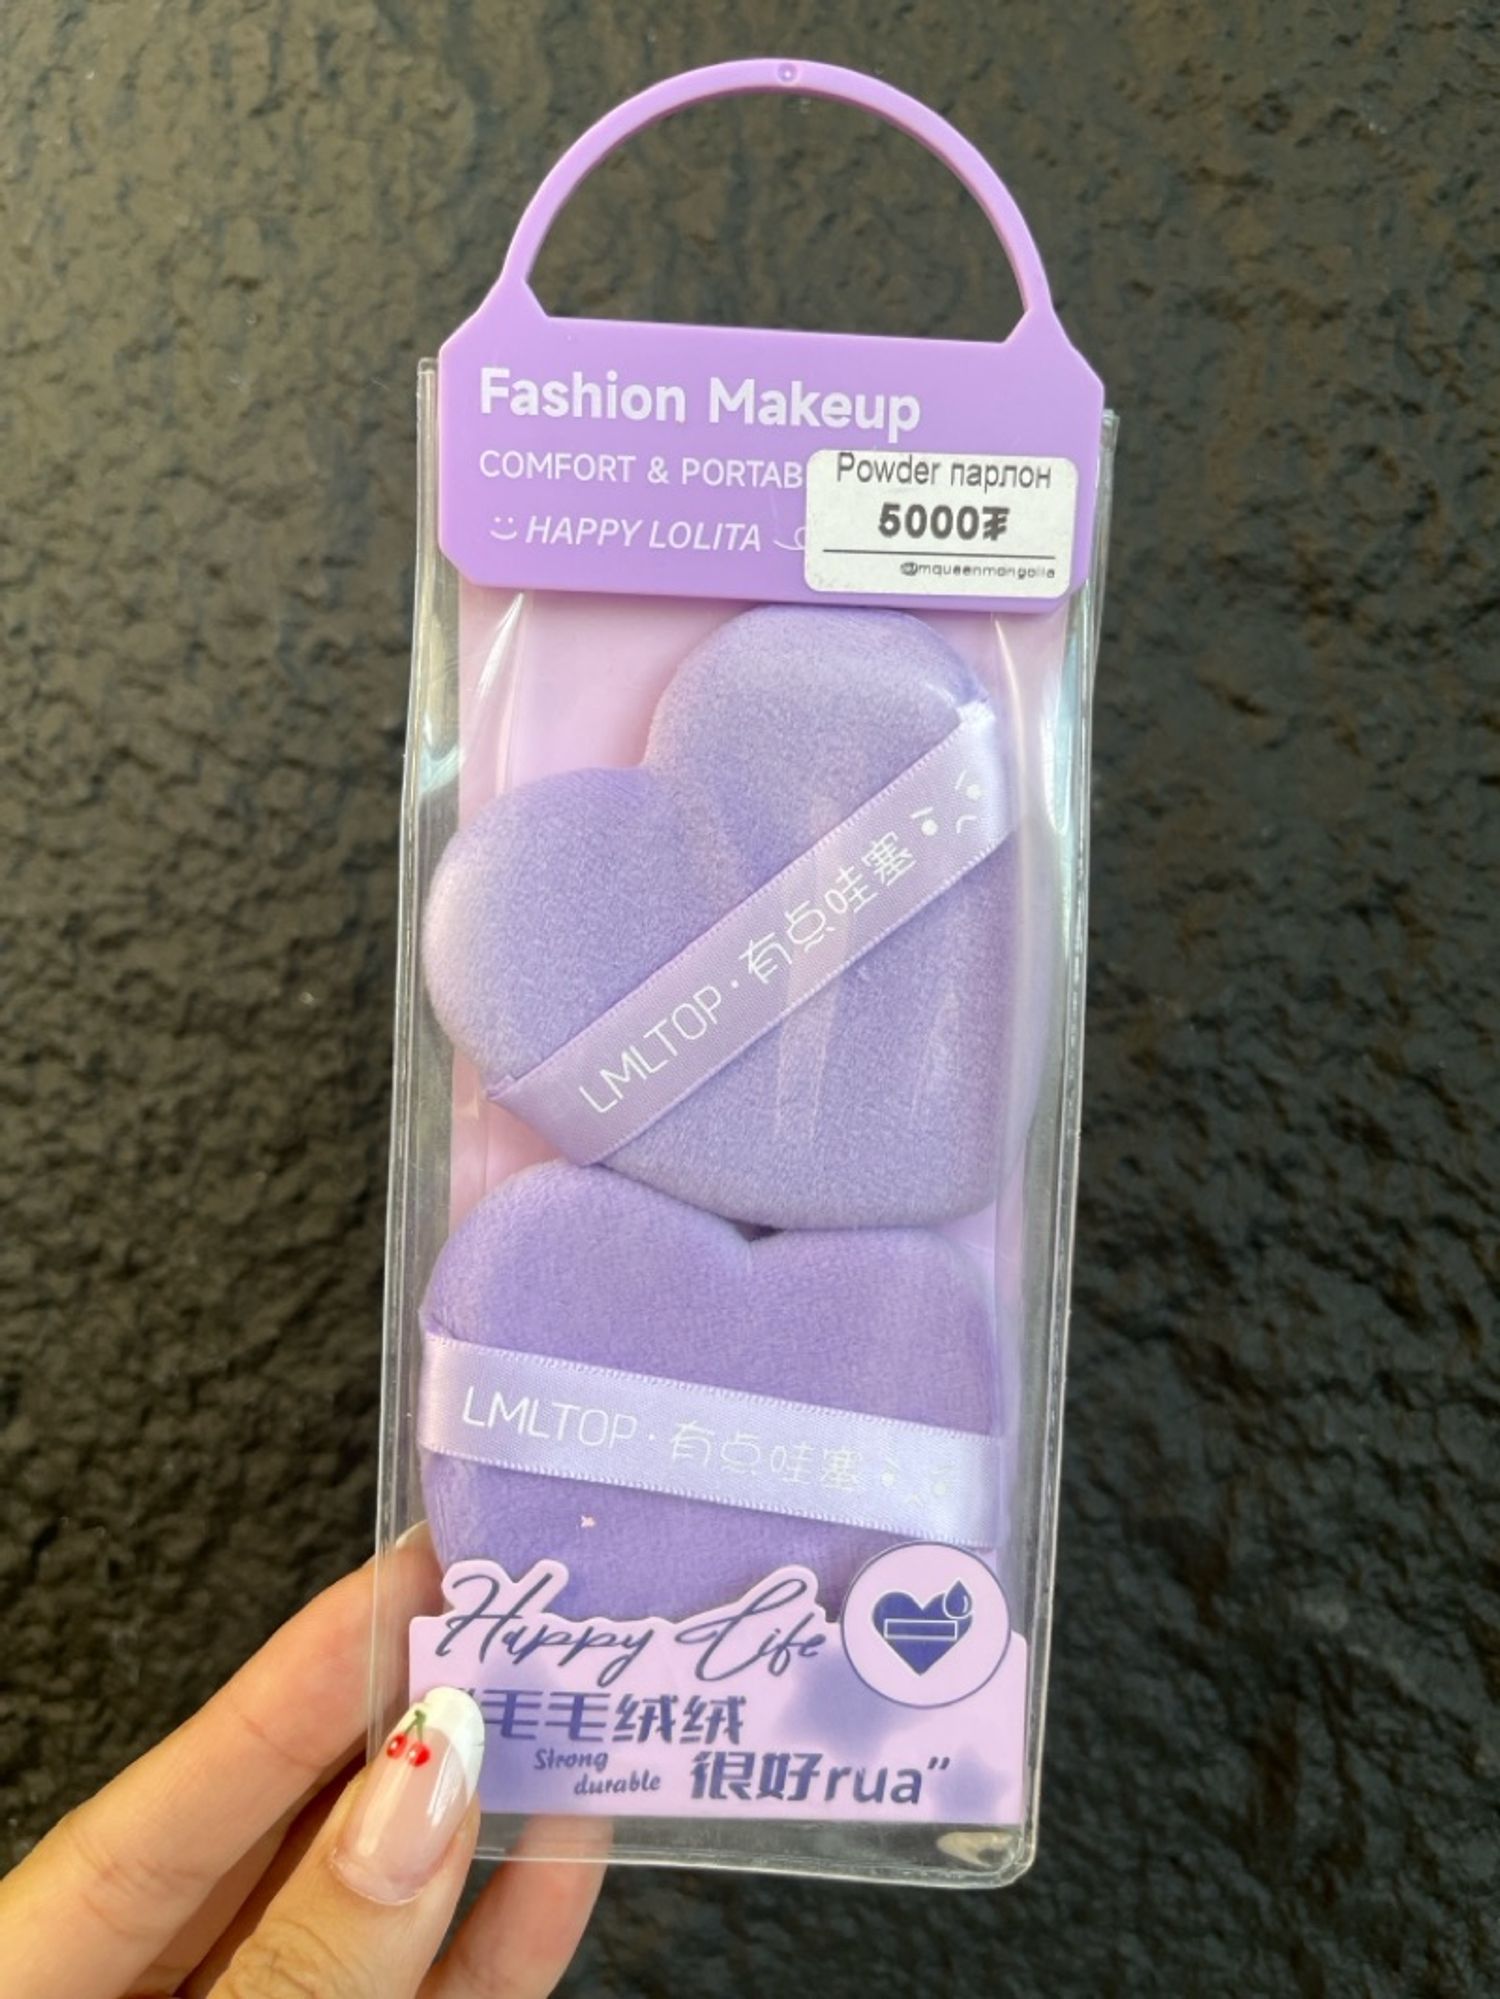 Fashion Makeup
COMFORT & PORTAB
HAPPY LOLITA
Powder парлон
5000₮
@mqueenmongolia
LMLTOP·有点哇塞
LMLTOP·有点哇塞
Happy Life
"毛毛绒绒
Strong
durable
很好rua"